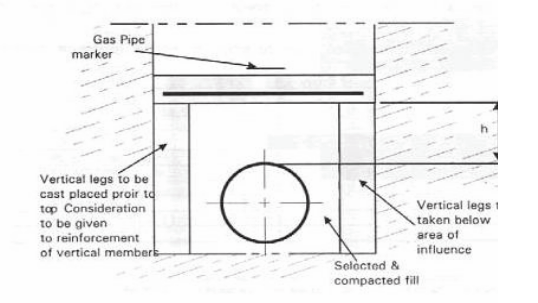 Gas Pipe
marker
h
Vertical legs to be
cast placed proir to
top Consideration
to be given
to reinforcement
of vertical members
Vertical legs
taken below
area of
influence
Selected &
compacted fill